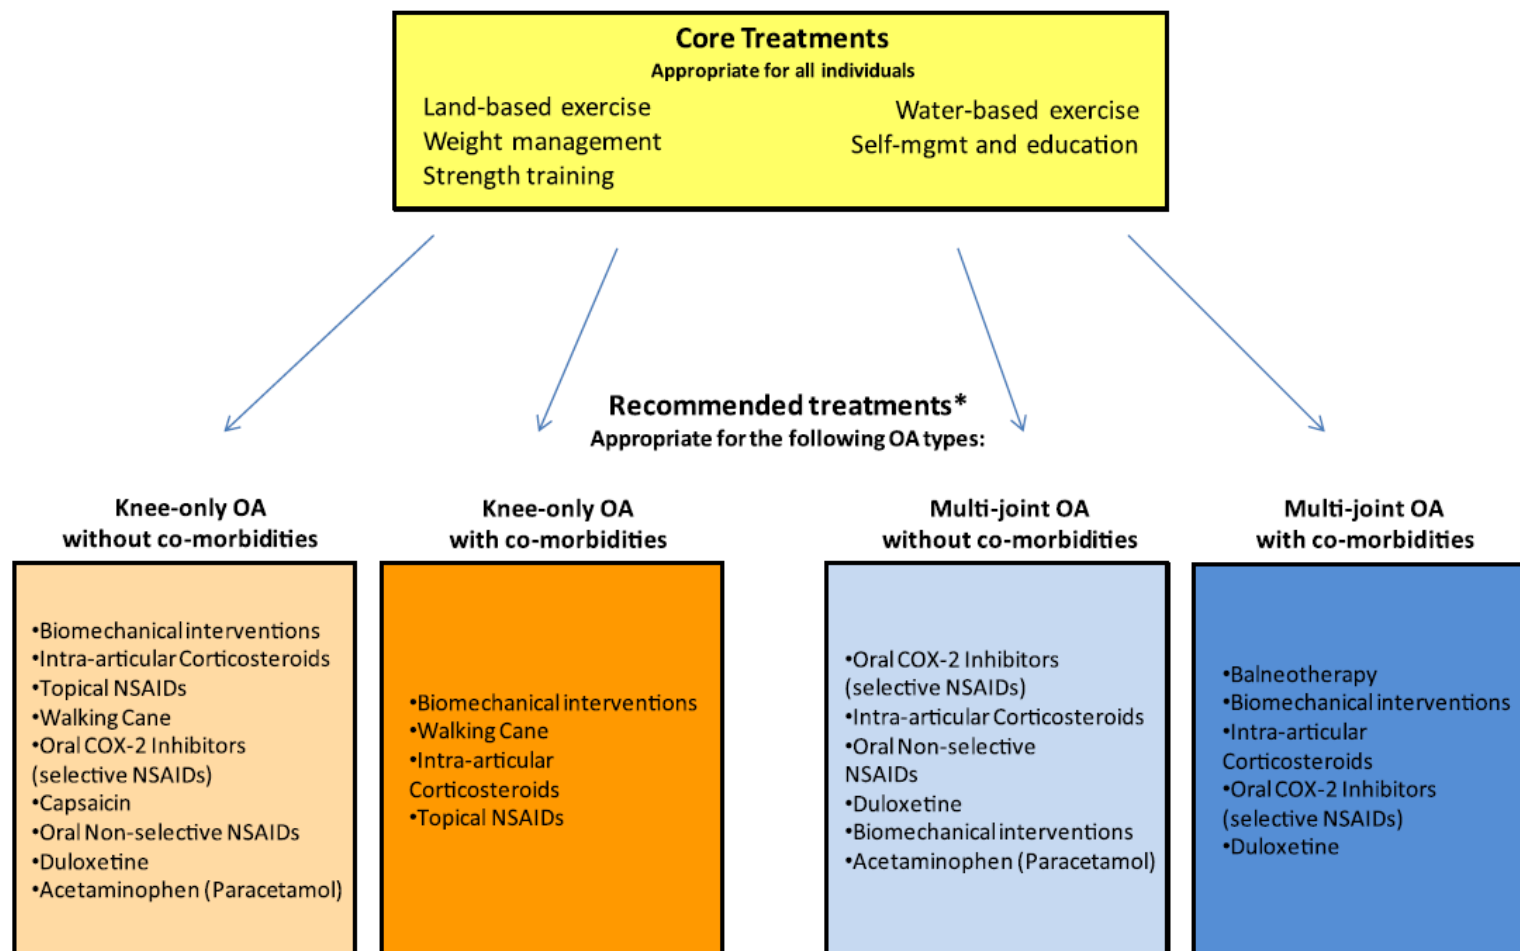 Core Treatments
Appropriate for all individuals
Land-based exercise
Weight management
Strength training
Water-based exercise
Self-mgmt and education
Recommended treatments*
Appropriate for the following OA types:
Knee-only OA
without co-morbidities
•Biomechanical interventions
•Intra-articular Corticosteroids
•Topical NSAIDs
•Walking Cane
•Oral COX-2 Inhibitors
(selective NSAIDs)
•Capsaicin
•Oral Non-selective NSAIDs
•Duloxetine
•Acetaminophen (Paracetamol)
Knee-only OA
with co-morbidities
•Biomechanical interventions
•Walking Cane
•Intra-articular
Corticosteroids
•Topical NSAIDs
Multi-joint OA
without co-morbidities
•Oral COX-2 Inhibitors
(selective NSAIDs)
•Intra-articular Corticosteroids
•Oral Non-selective
NSAIDs
•Duloxetine
•Biomechanical interventions
•Acetaminophen (Paracetamol)
Multi-joint OA
with co-morbidities
•Balneotherapy
•Biomechanical interventions
•Intra-articular
Corticosteroids
•Oral COX-2 Inhibitors
(selective NSAIDs)
•Duloxetine